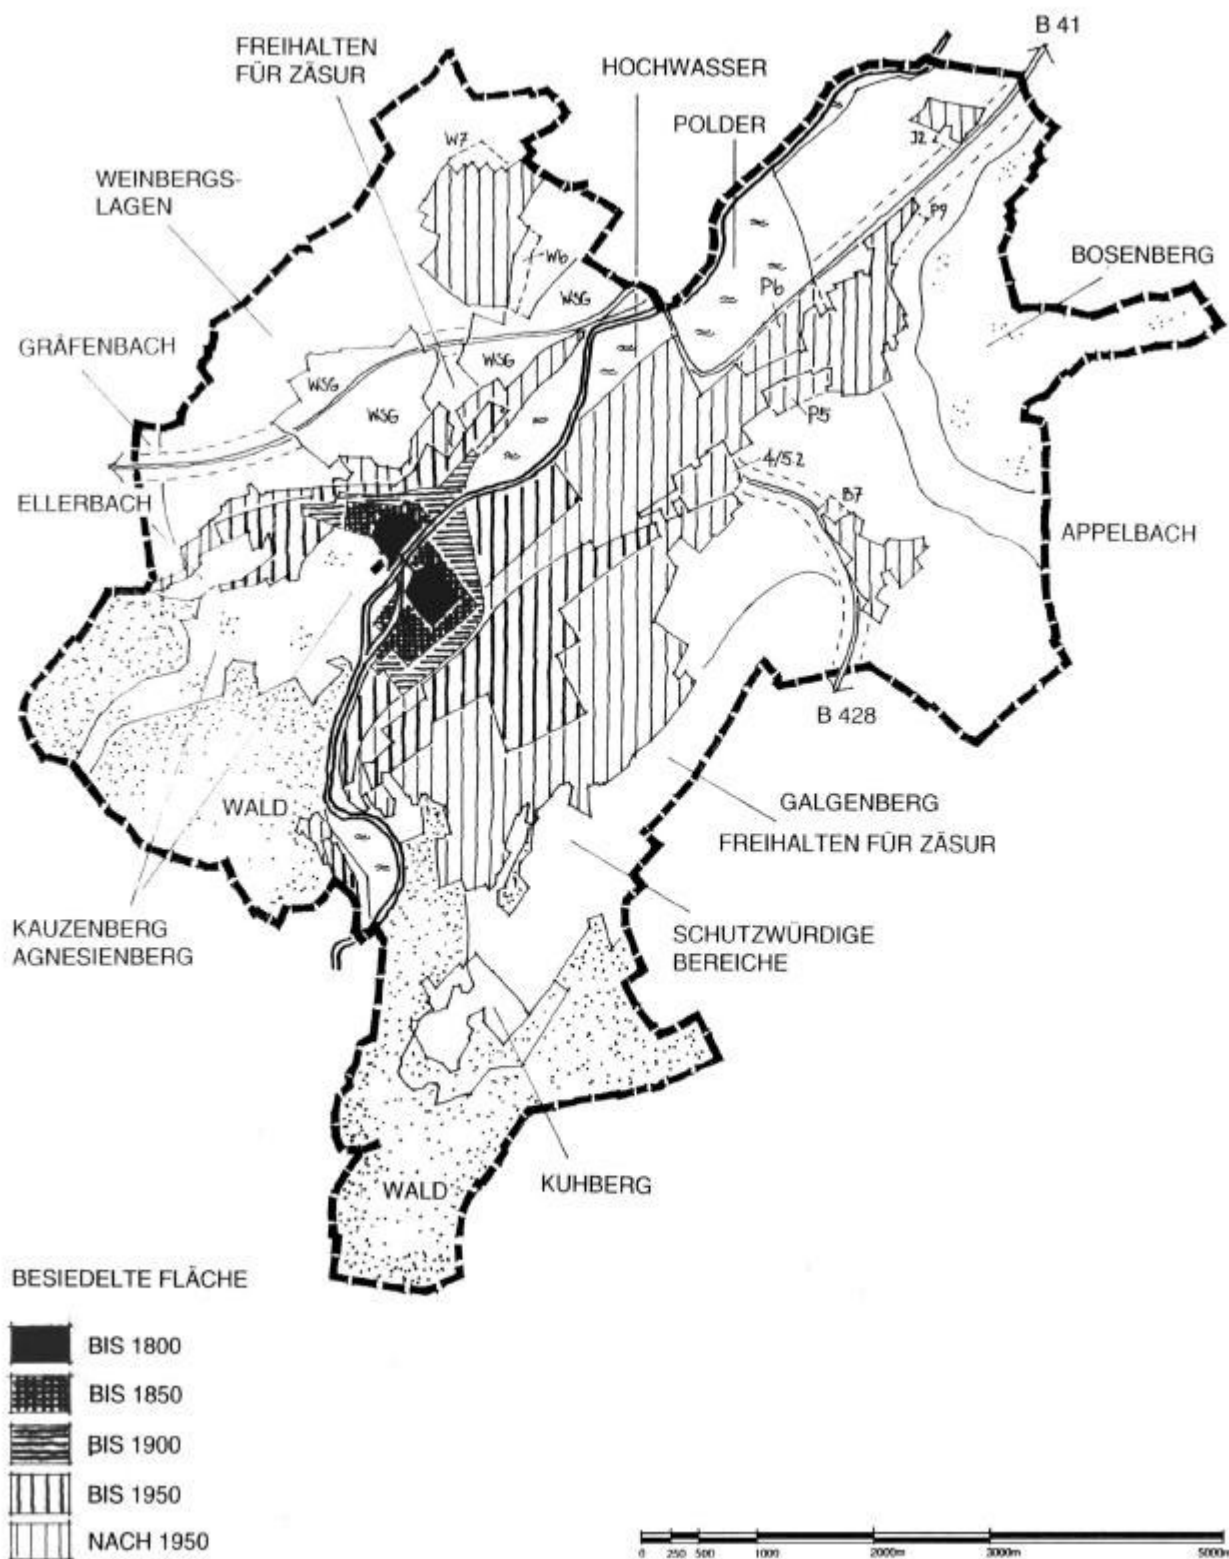 B 41
FREIHALTEN
FÜR ZÄSUR
HOCHWASSER
POLDER
W7
J2
WEINBERGS-
LAGEN
P9
W6
BOSENBERG
WSG
P6
GRÄFENBACH
WSG
WSG
WSG
P5
4/5.2
ELLERBACH
B7
APPELBACH
B 428
WALD
GALGENBERG
FREIHALTEN FÜR ZÄSUR
KAUZENBERG
AGNESIENBERG
SCHUTZWÜRDIGE
BEREICHE
WALD
KUHBERG
BESIEDELTE FLÄCHE
BIS 1800
BIS 1850
BIS 1900
BIS 1950
NACH 1950
0 250 500 1000 2000m 3000m 5000m